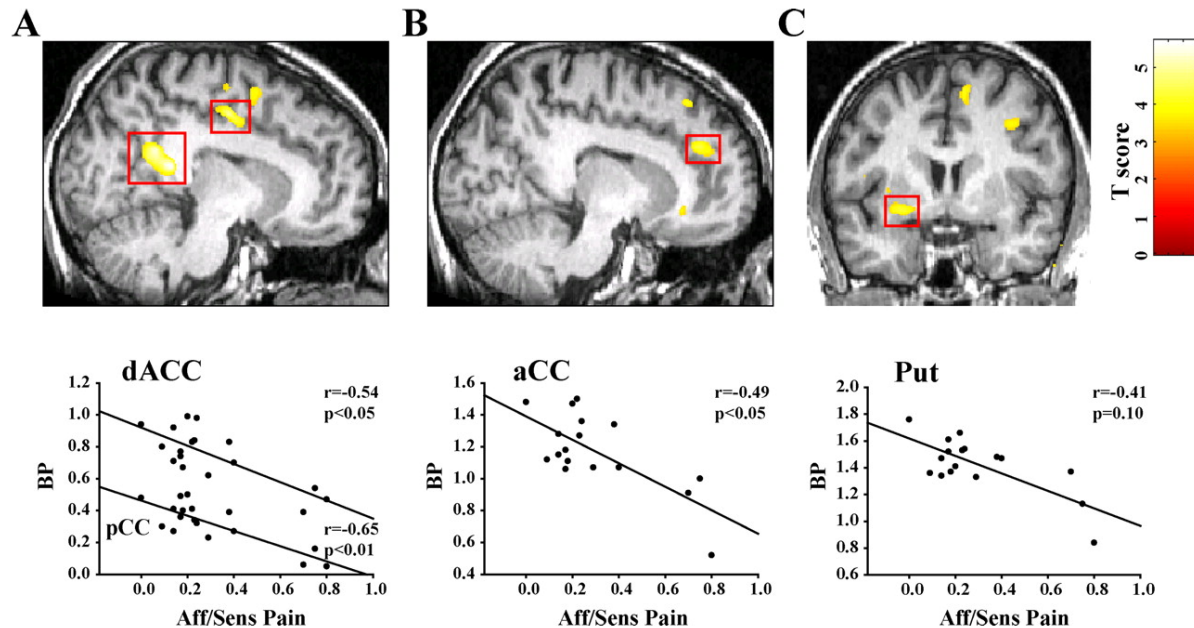 A
B
C
5
4
3
2
1
0
T score
dACC
r=-0.54
p<0.05
1.2
1.0
0.8
0.6
0.4
0.2
0.0
BP
pCC
r=-0.65
p<0.01
0.0 0.2 0.4 0.6 0.8 1.0
Aff/Sens Pain
aCC
r=-0.49
p<0.05
1.6
1.4
1.2
1.0
0.8
0.6
0.4
BP
0.0 0.2 0.4 0.6 0.8 1.0
Aff/Sens Pain
Put
r=-0.41
p=0.10
2.0
1.8
1.6
1.4
1.2
1.0
0.8
0.6
BP
0.0 0.2 0.4 0.6 0.8 1.0
Aff/Sens Pain